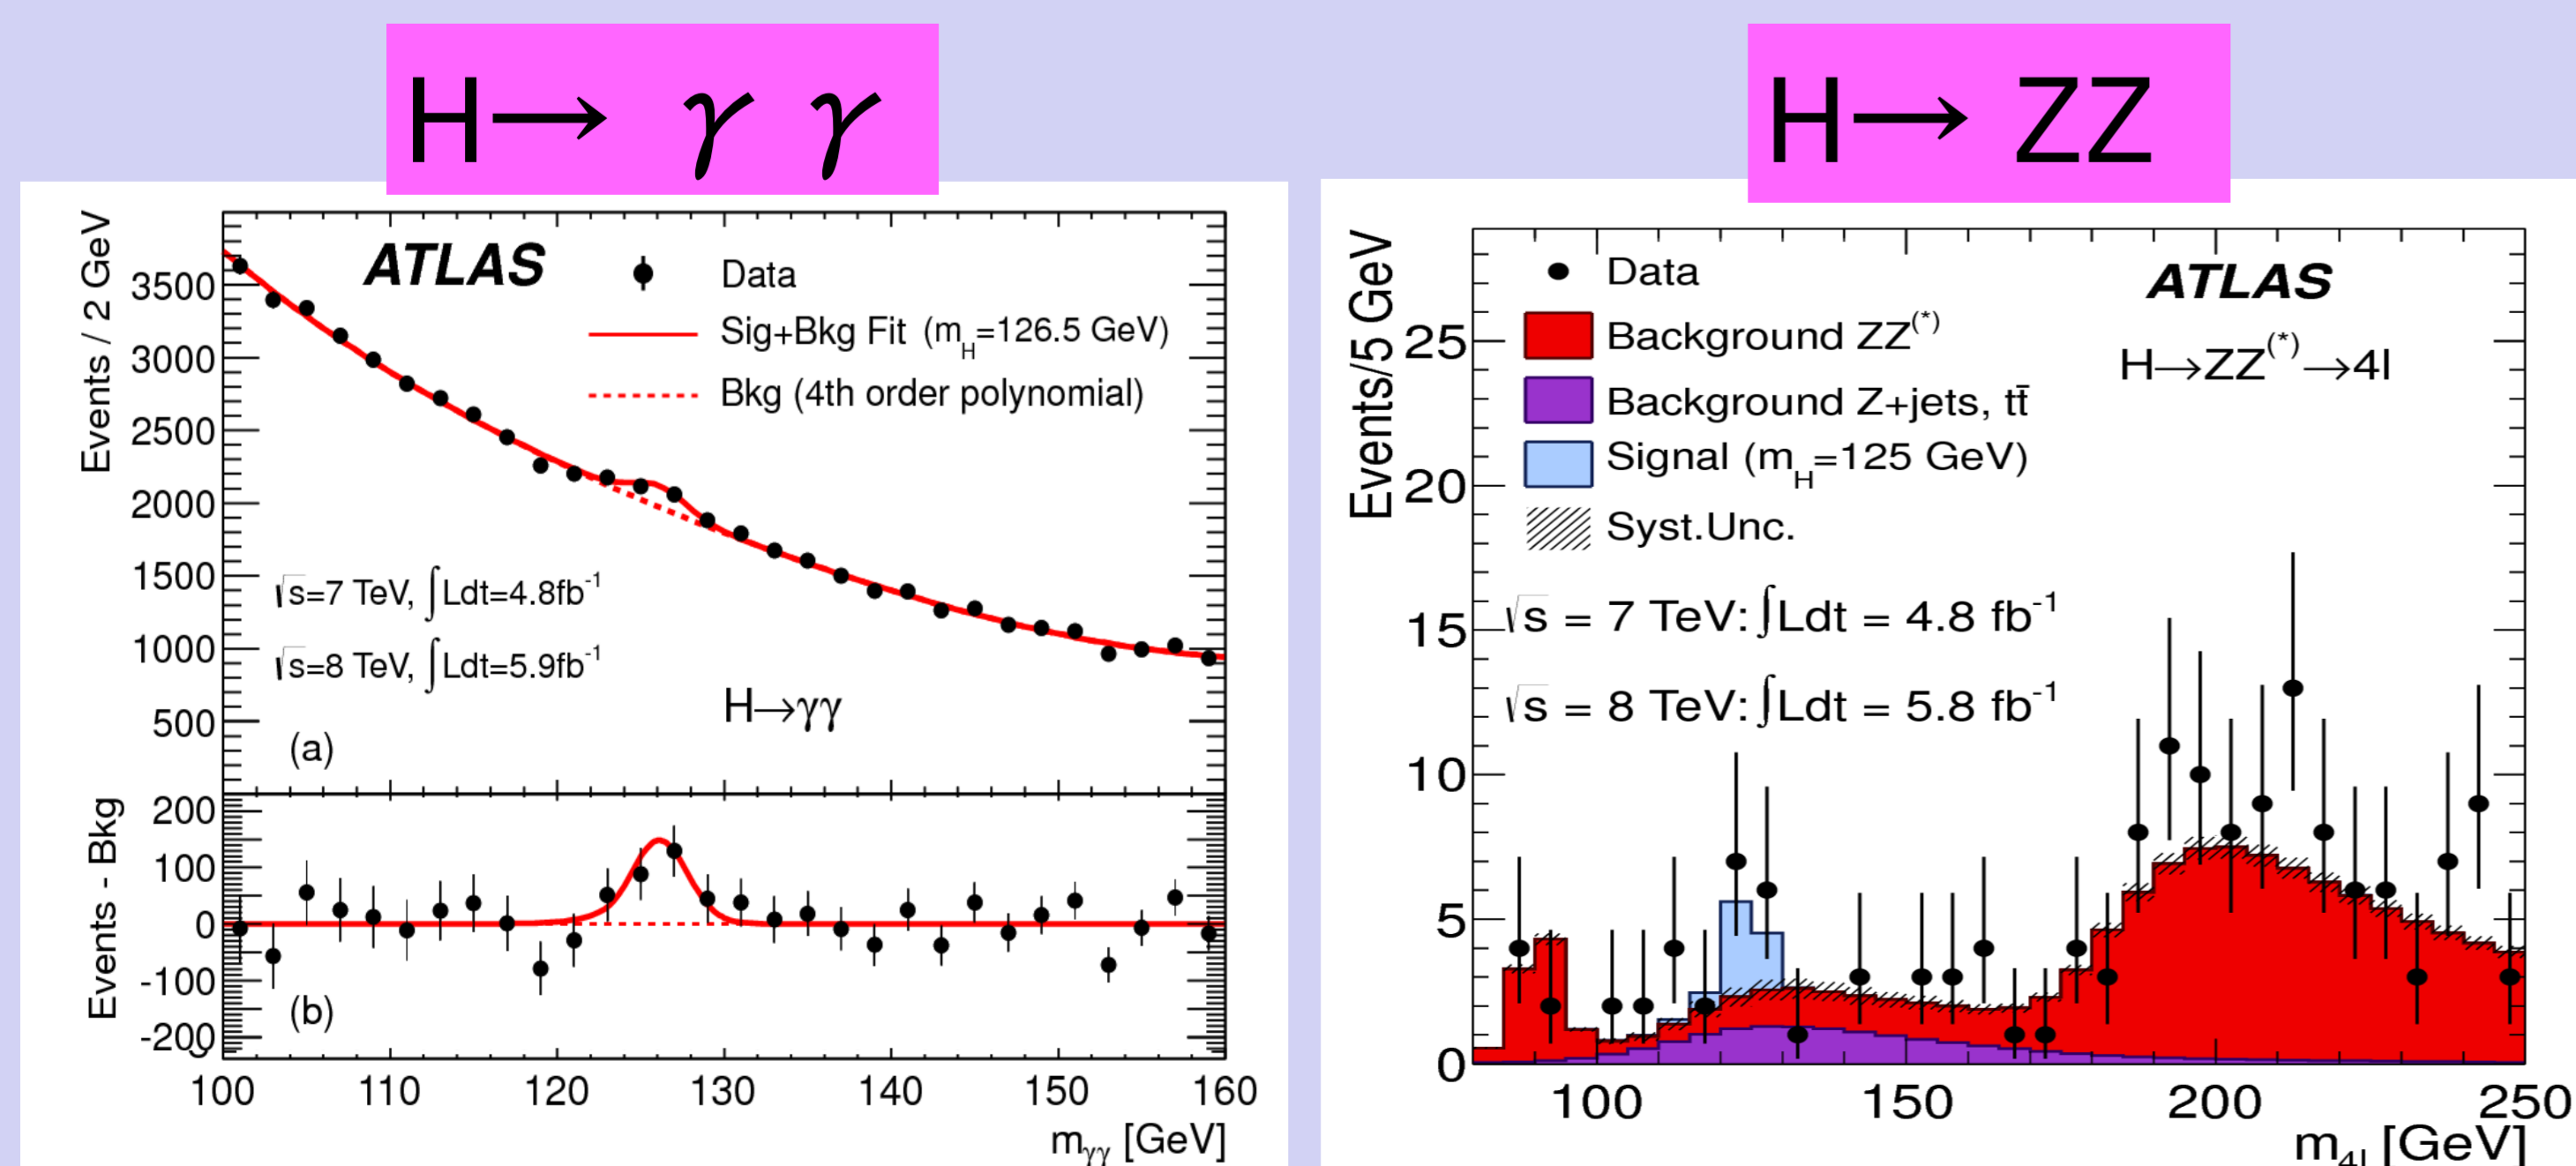 H→ γ γ
H→ ZZ
Events / 2 GeV
ATLAS
Data
Sig+Bkg Fit (mH=126.5 GeV)
Bkg (4th order polynomial)
3500
3000
2500
2000
1500
1000
500
√s=7 TeV, ∫Ldt=4.8fb-1
√s=8 TeV, ∫Ldt=5.9fb-1
H→γγ
(a)
Events - Bkg
200
100
0
-100
-200
(b)
100 110 120 130 140 150 160
mγγ [GeV]
Events/5 GeV
Data
Background ZZ(*)
Background Z+jets, tt̄
Signal (mH=125 GeV)
Syst.Unc.
ATLAS
H→ZZ(*)→4l
√s = 7 TeV: ∫Ldt = 4.8 fb-1
√s = 8 TeV: ∫Ldt = 5.8 fb-1
25
20
15
10
5
0
100 150 200 250
m4l [GeV]